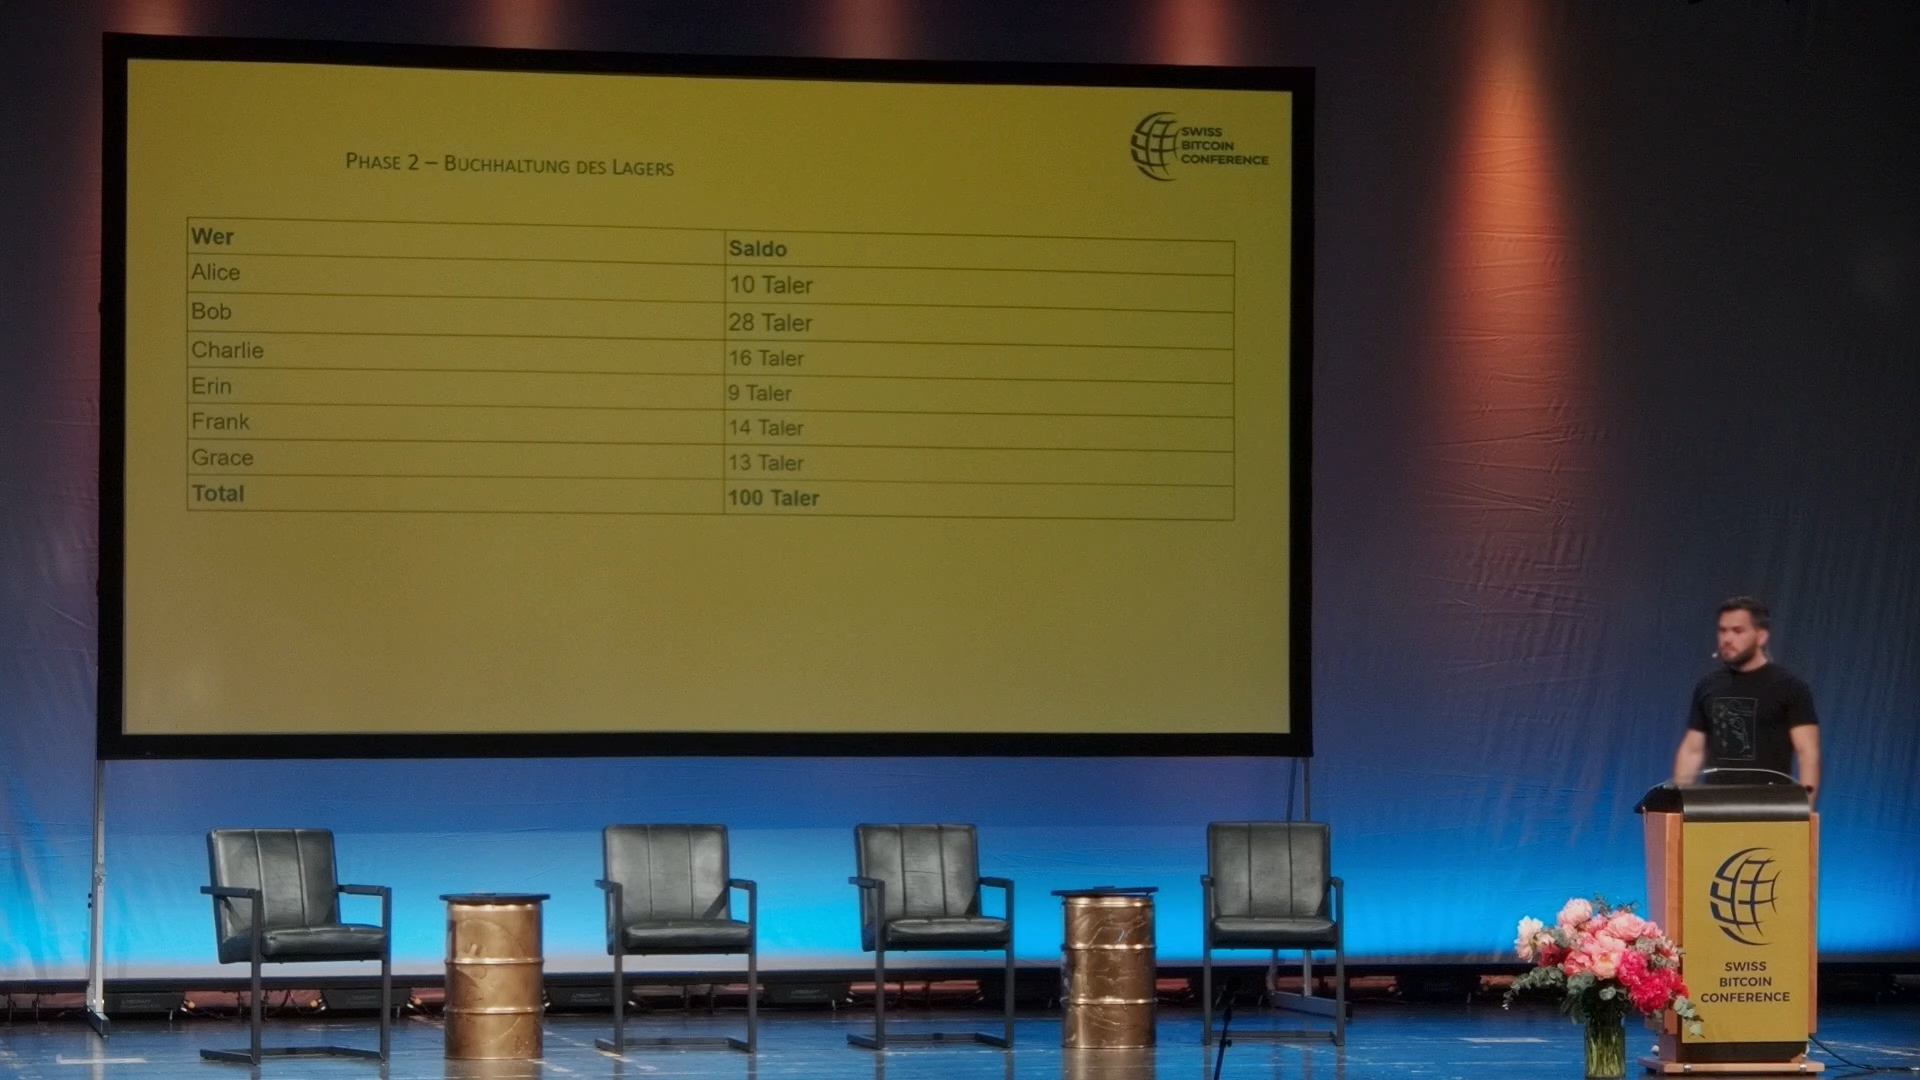 PHASE 2 – BUCHHALTUNG DES LAGERS
SWISS
BITCOIN
CONFERENCE
Wer Saldo
Alice 10 Taler
Bob 28 Taler
Charlie 16 Taler
Erin 9 Taler
Frank 14 Taler
Grace 13 Taler
Total 100 Taler
SWISS
BITCOIN
CONFERENCE